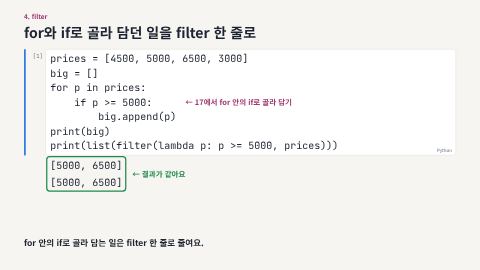 4. filter
for와 if로 골라 담던 일을 filter 한 줄로
[1]
prices = [4500, 5000, 6500, 3000]
big = []
for p in prices:
    if p >= 5000: ← 17에서 for 안의 if로 골라 담기
        big.append(p)
print(big)
print(list(filter(lambda p: p >= 5000, prices)))
Python
[5000, 6500]
[5000, 6500]
← 결과가 같아요
for 안의 if로 골라 담는 일은 filter 한 줄로 줄여요.